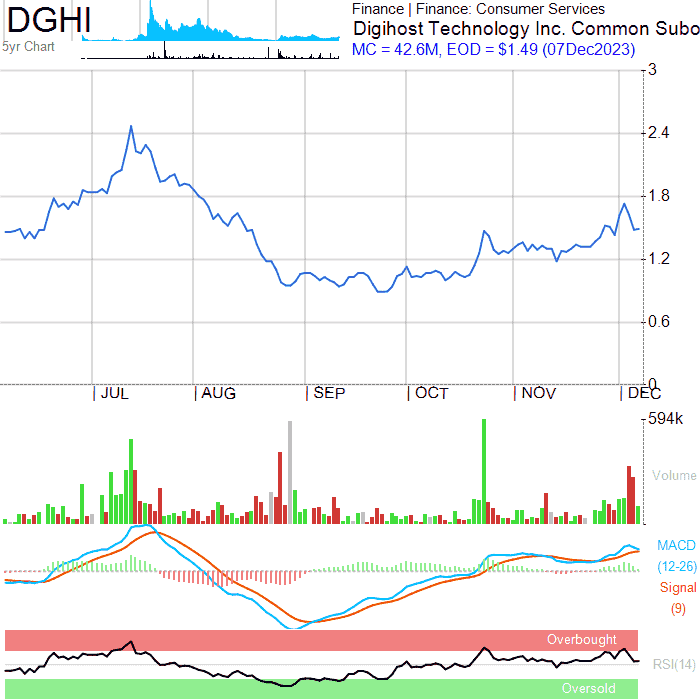 DGHI
5yr Chart
Finance | Finance: Consumer Services
Digihost Technology Inc. Common Subo
MC = 42.6M, EOD = $1.49 (07Dec2023)
3
2.4
1.8
1.2
0.6
0
JUL AUG SEP OCT NOV DEC
594k
Volume
MACD
(12-26)
Signal
(9)
Overbought
RSI(14)
Oversold